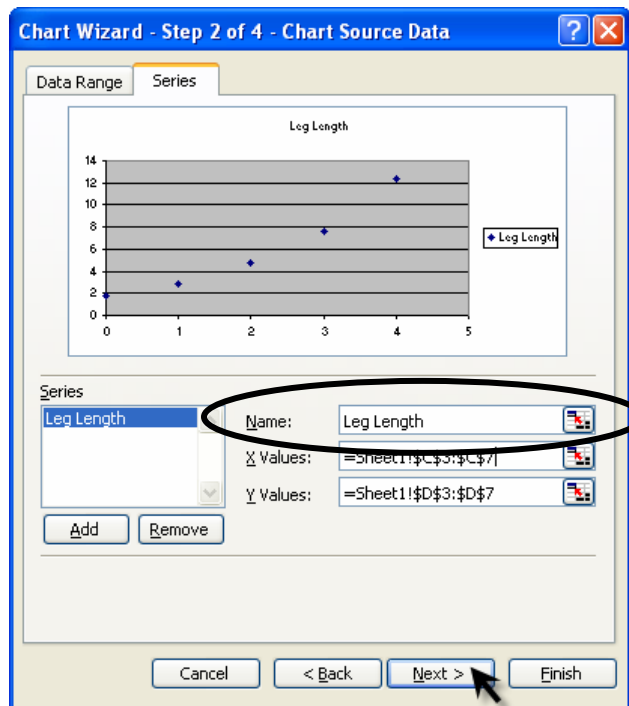 Chart Wizard - Step 2 of 4 - Chart Source Data
Data Range Series
Leg Length
14
12
10
8
6
4
2
0
0 1 2 3 4 5
Leg Length
Series
Leg Length
Name: Leg Length
X Values: =Sheet1!$C$3:$C$7
Y Values: =Sheet1!$D$3:$D$7
Add Remove
Cancel < Back Next > Finish